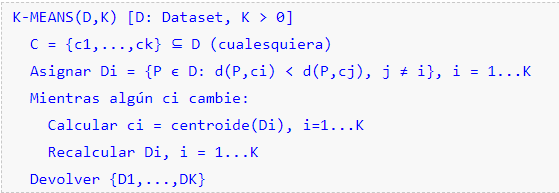 K-MEANS(D,K) [D: Dataset, K > 0]
C = {c1,...,ck} ⊆ D (cualesquiera)
Asignar Di = {P ϵ D: d(P,ci) < d(P,cj), j ≠ i}, i = 1...K
Mientras algún ci cambie:
Calcular ci = centroide(Di), i=1...K
Recalcular Di, i = 1...K
Devolver {D1,...,DK}